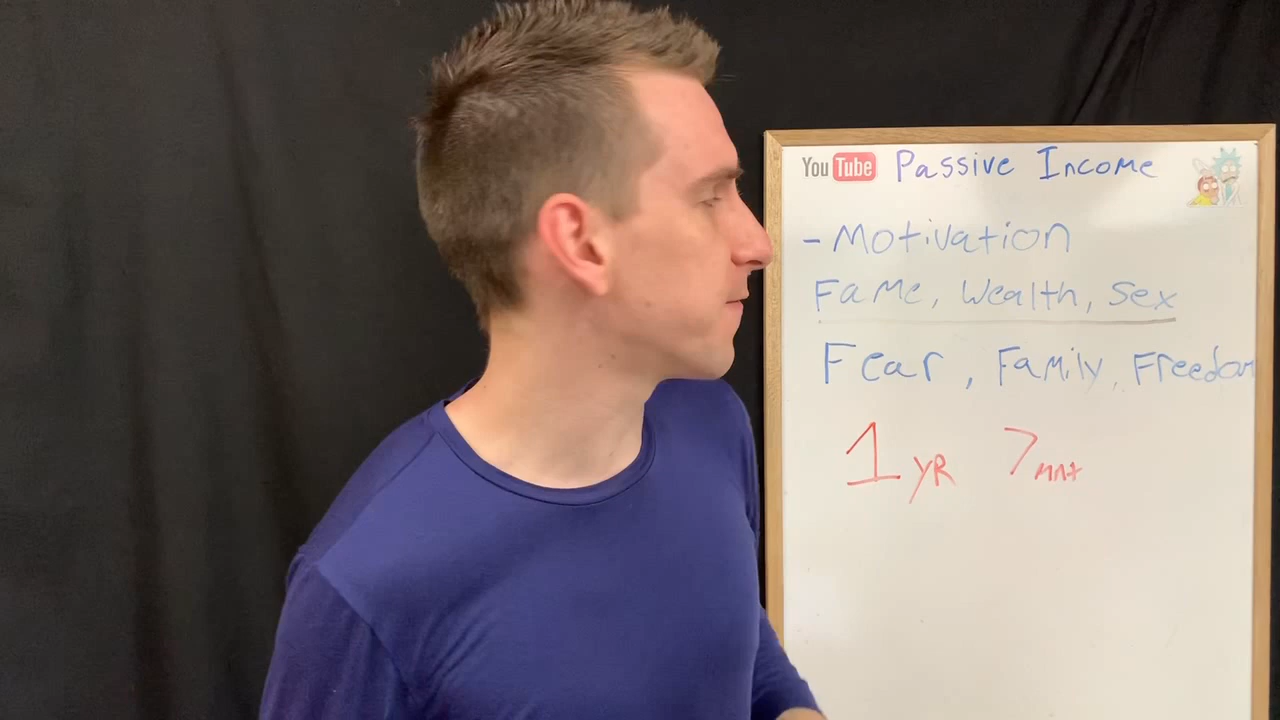 YouTube Passive Income
- Motivation
Fame, Wealth, Sex
Fear, Family, Freedom
1 YR 7 mnt